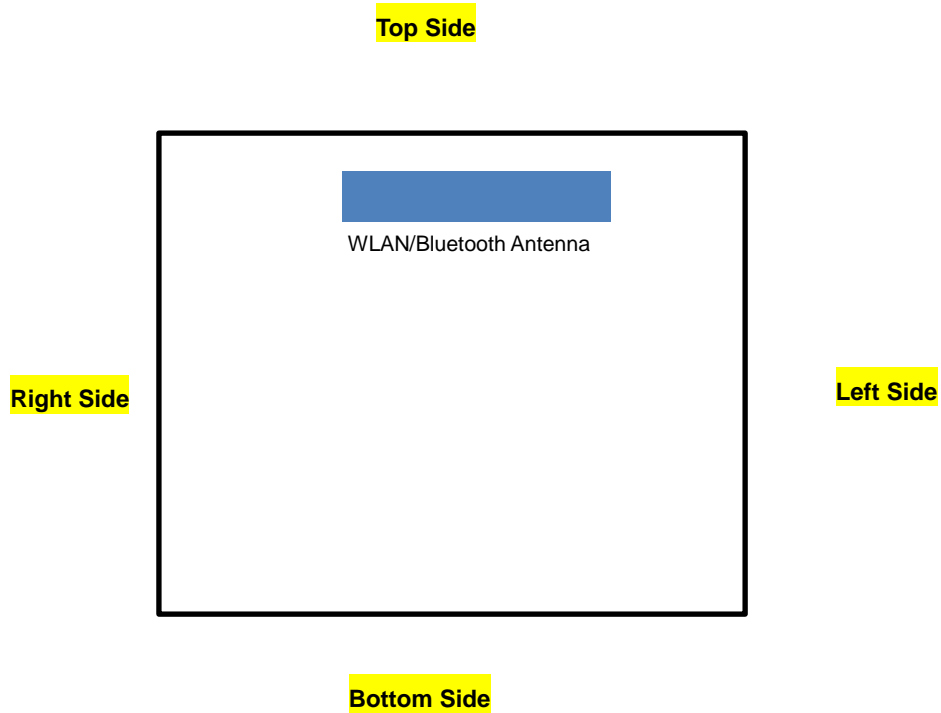 Top Side
WLAN/Bluetooth Antenna
Right Side
Left Side
Bottom Side